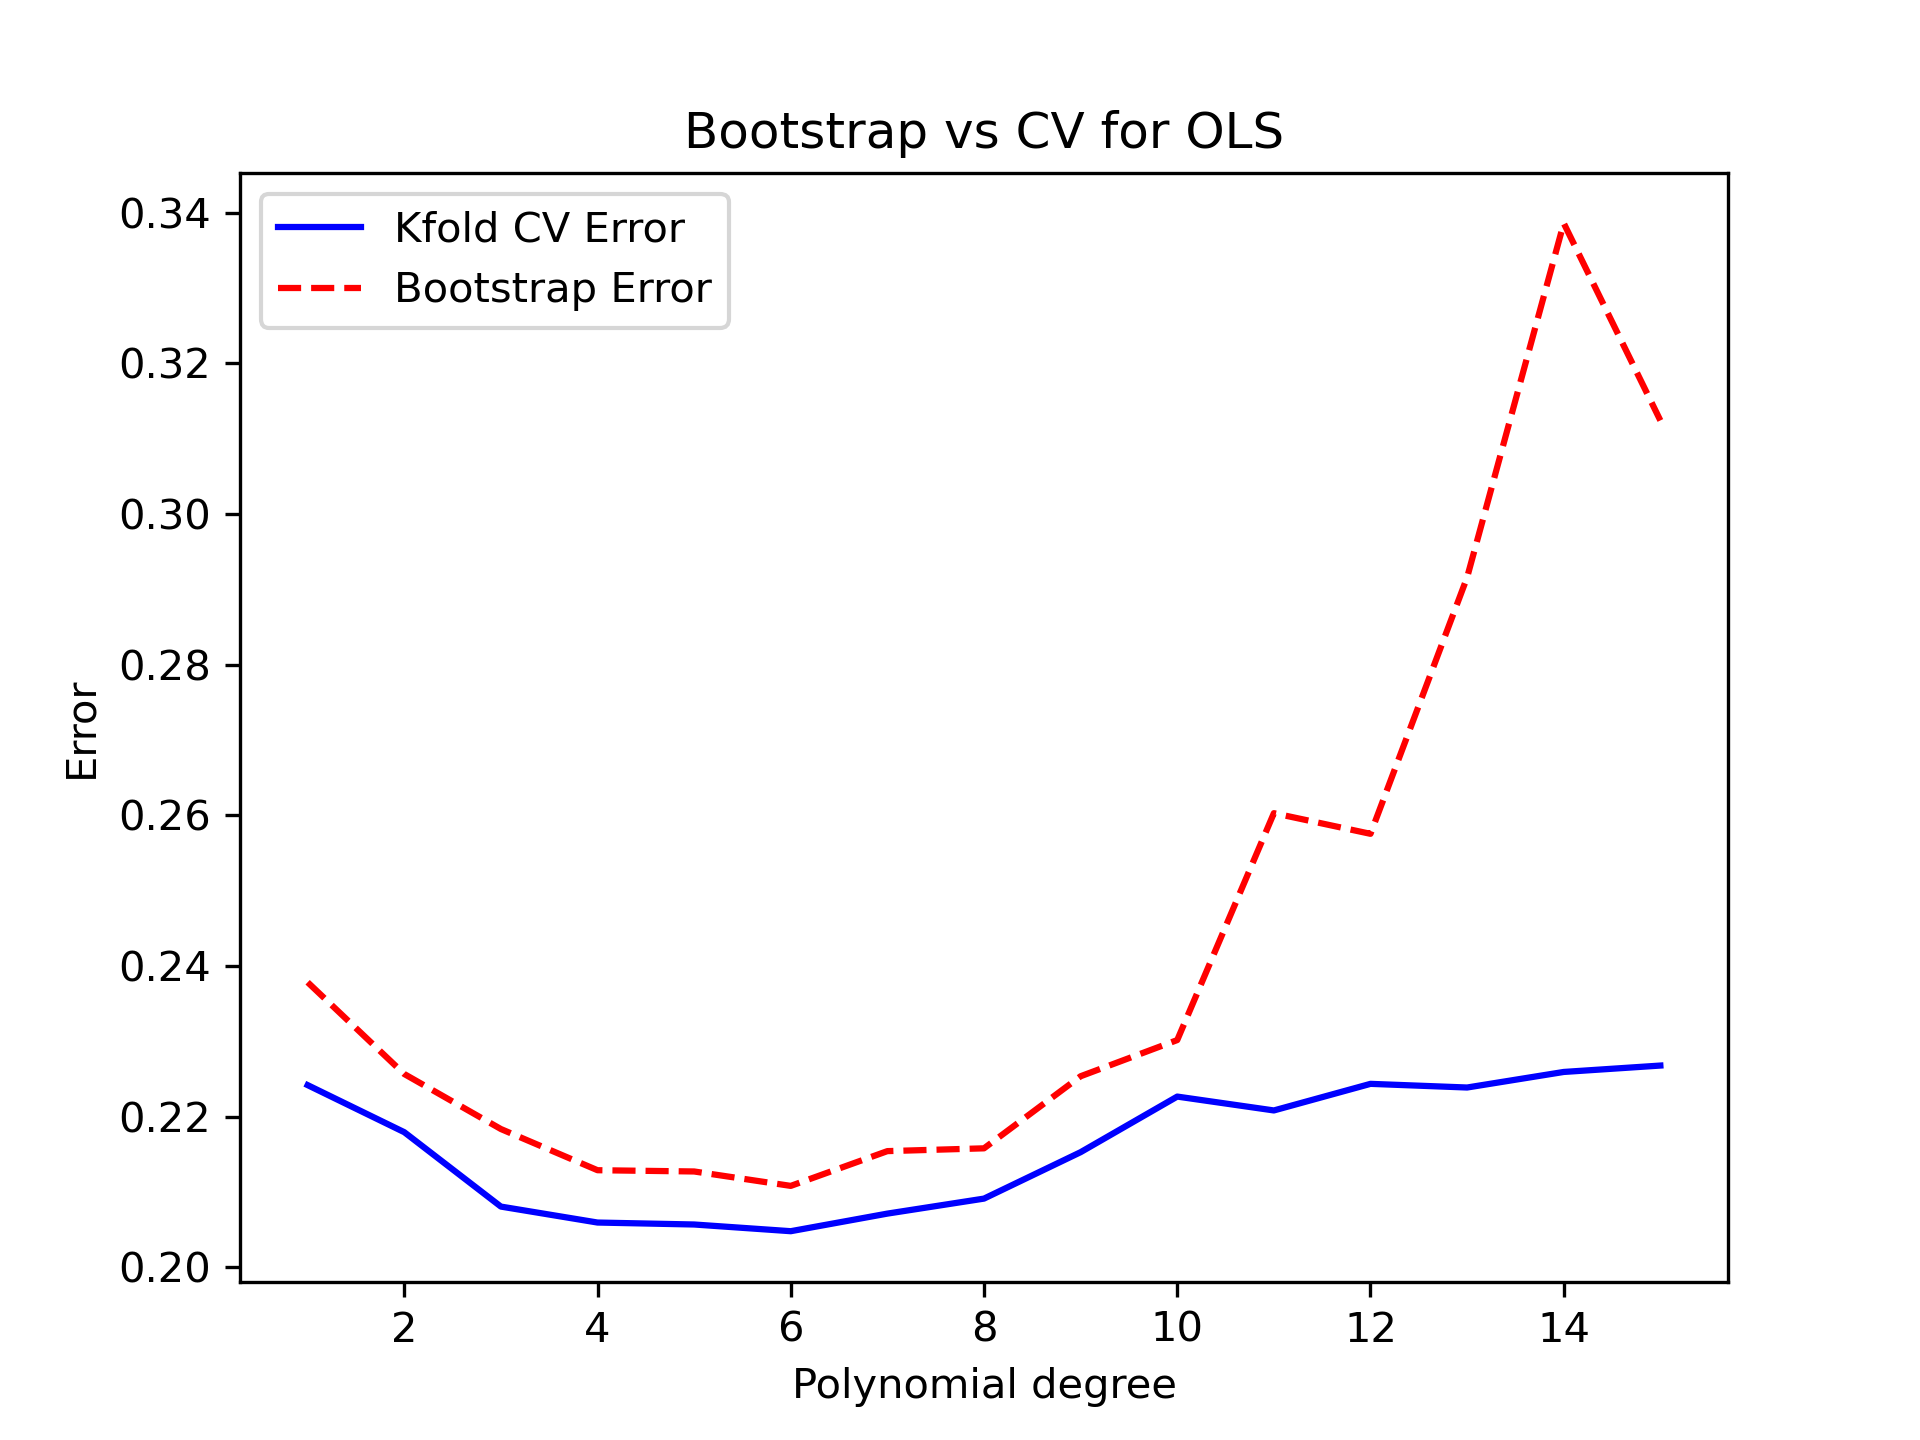 Bootstrap vs CV for OLS
Kfold CV Error
Bootstrap Error
0.34
0.32
0.30
0.28
0.26
0.24
0.22
0.20
Error
2 4 6 8 10 12 14
Polynomial degree